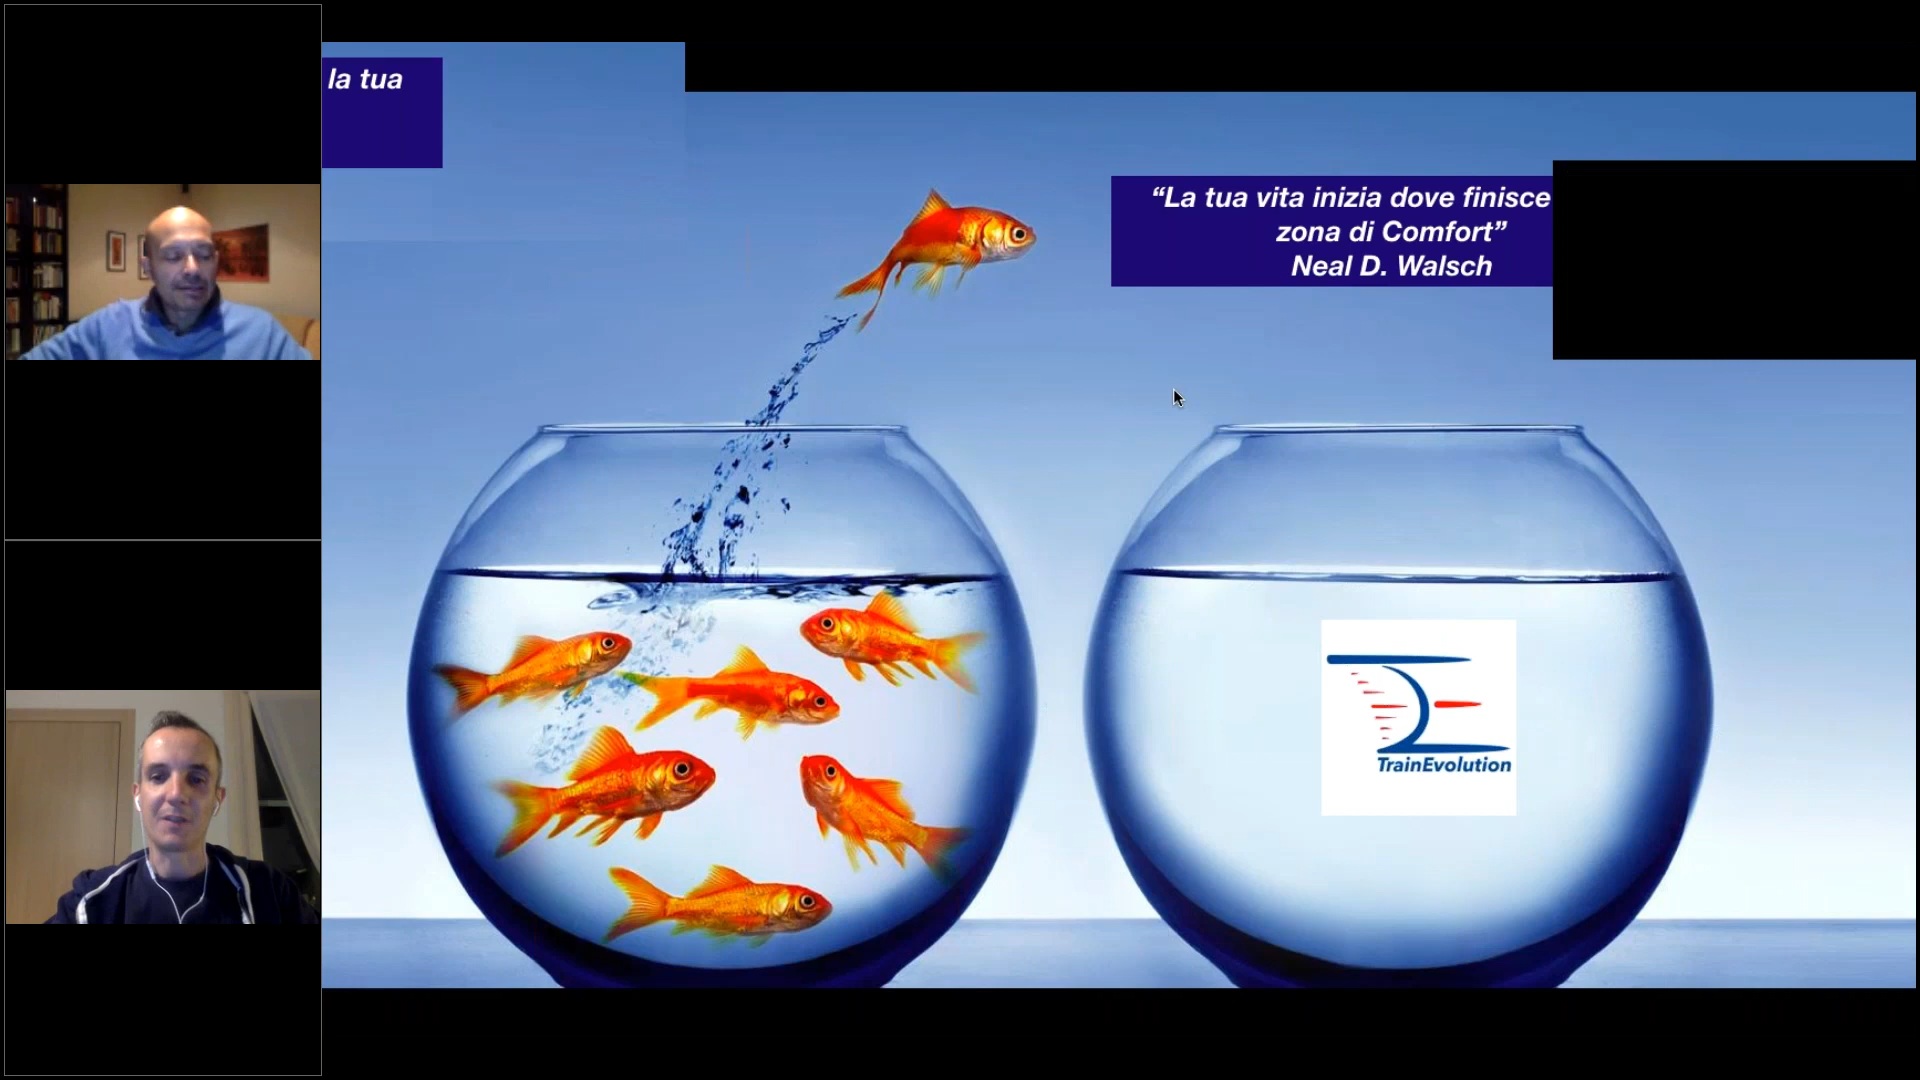 la tua
“La tua vita inizia dove finisce
zona di Comfort”
Neal D. Walsch
TrainEvolution